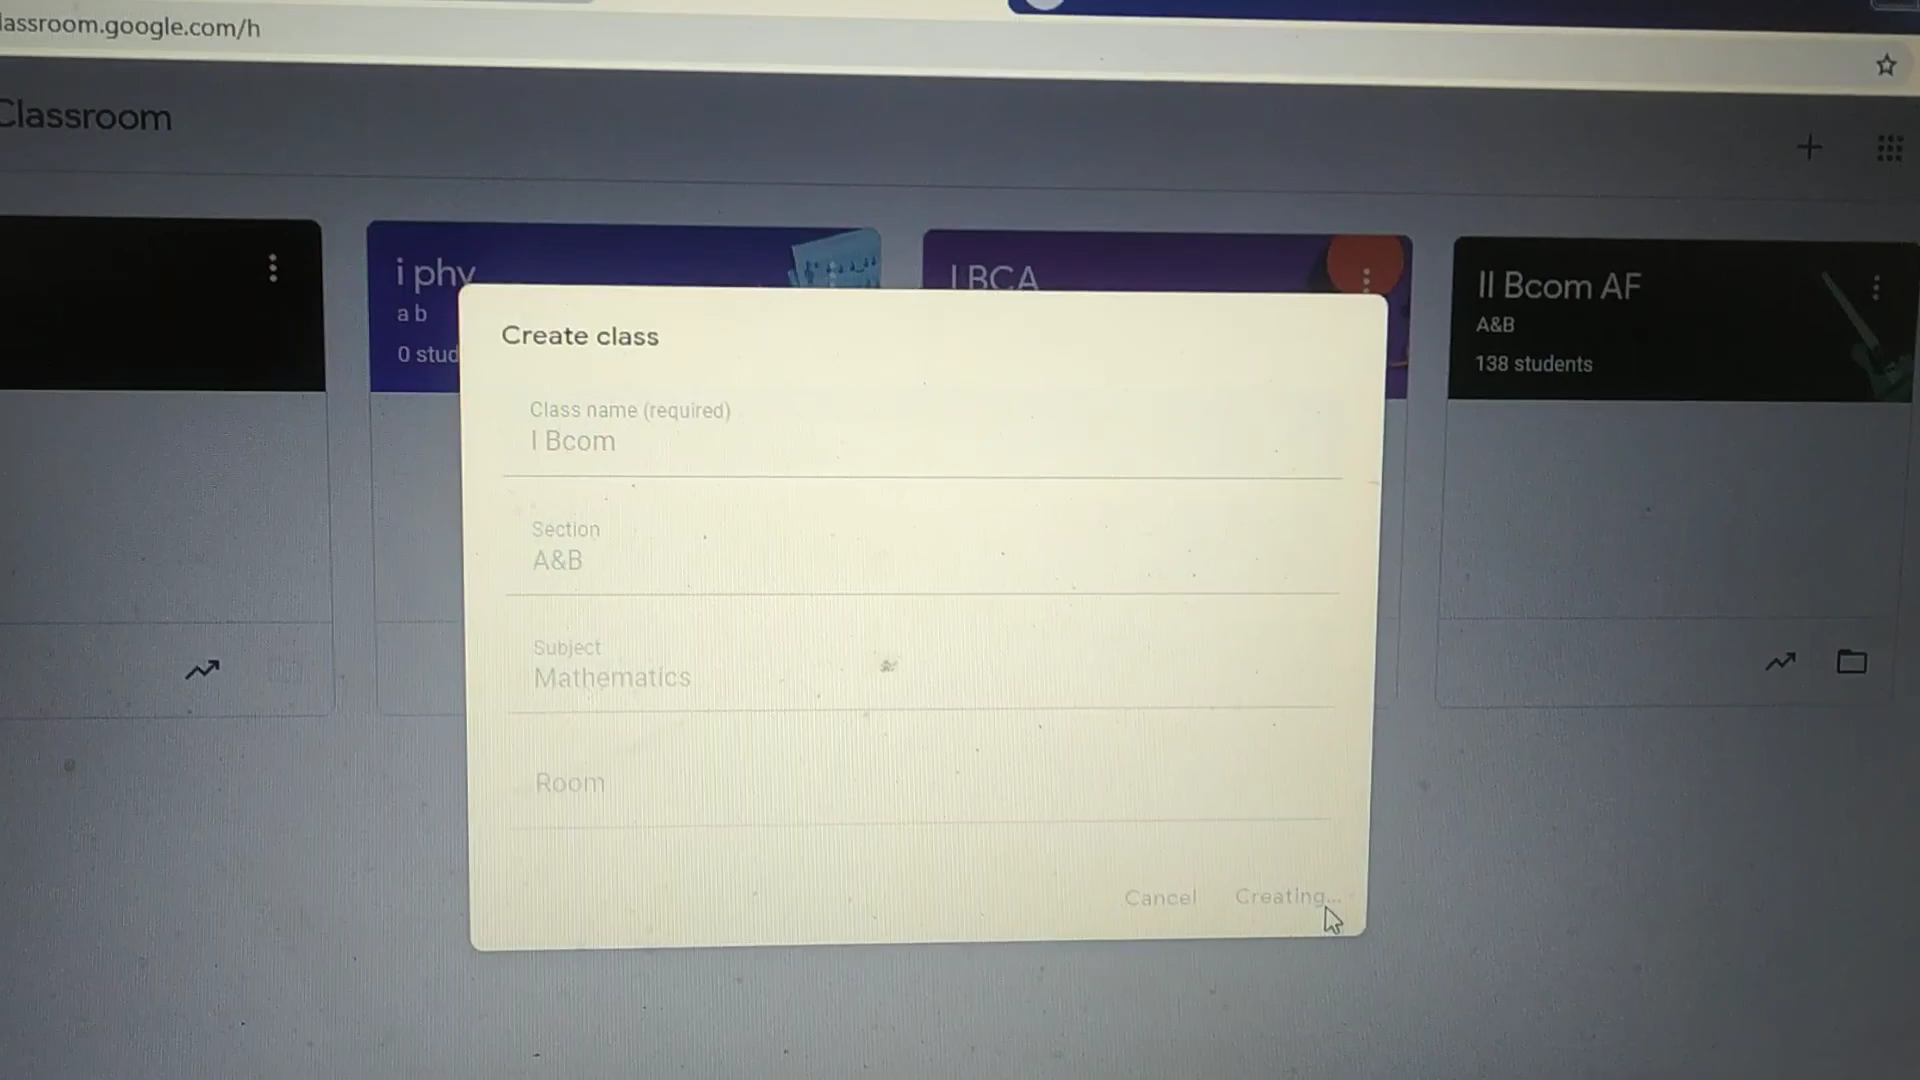 lassroom.google.com/h
Classroom
i phy
a b
0 stud
I BCA
II Bcom AF
A&B
138 students
Create class
Class name (required)
I Bcom
Section
A&B
Subject
Mathematics
Room
Cancel
Creating...